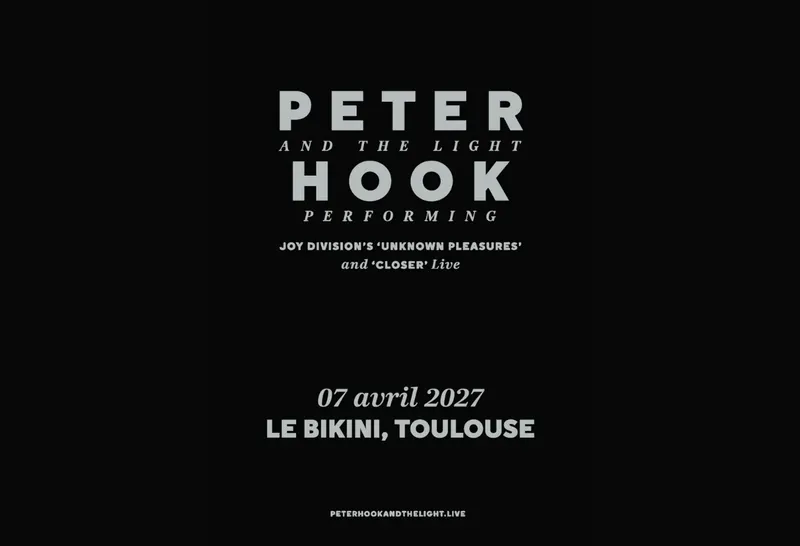 PETER
AND THE LIGHT
HOOK
PERFORMING
JOY DIVISION'S 'UNKNOWN PLEASURES'
and 'CLOSER' Live
07 avril 2027
LE BIKINI, TOULOUSE
PETERHOOKANDTHELIGHT.LIVE